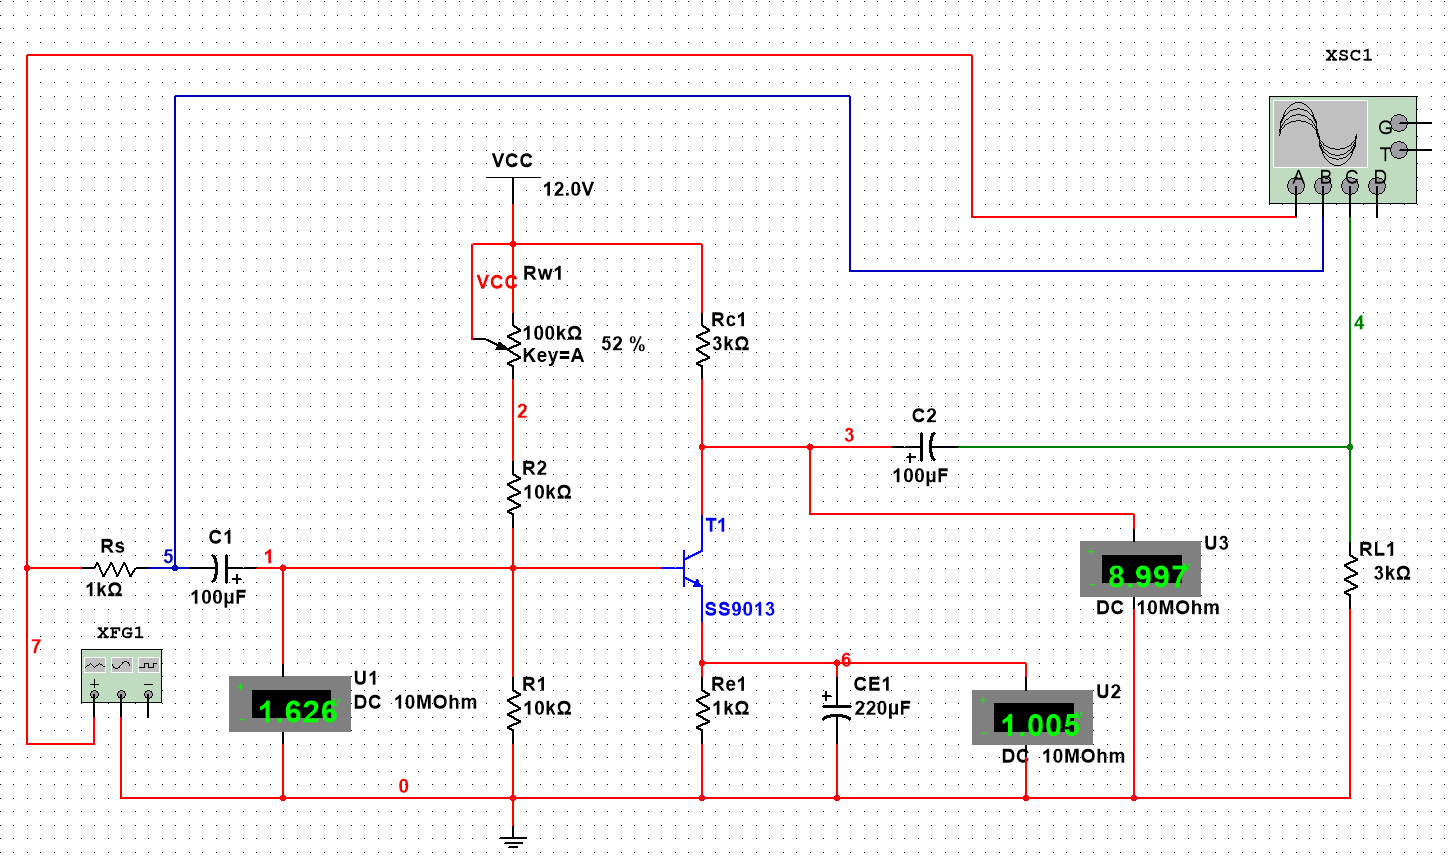 XSC1
G
T
A B C D
VCC
12.0V
VCC
Rw1
100kΩ
Key=A
52 %
Rc1
3kΩ
4
2
C2
3
100µF
R2
10kΩ
T1
SS9013
U3
8.997
DC 10MOhm
RL1
3kΩ
Rs
1kΩ
5
C1
100µF
1
7
XFG1
U1
1.626
DC 10MOhm
R1
10kΩ
6
Re1
1kΩ
CE1
220µF
U2
1.005
DC 10MOhm
0